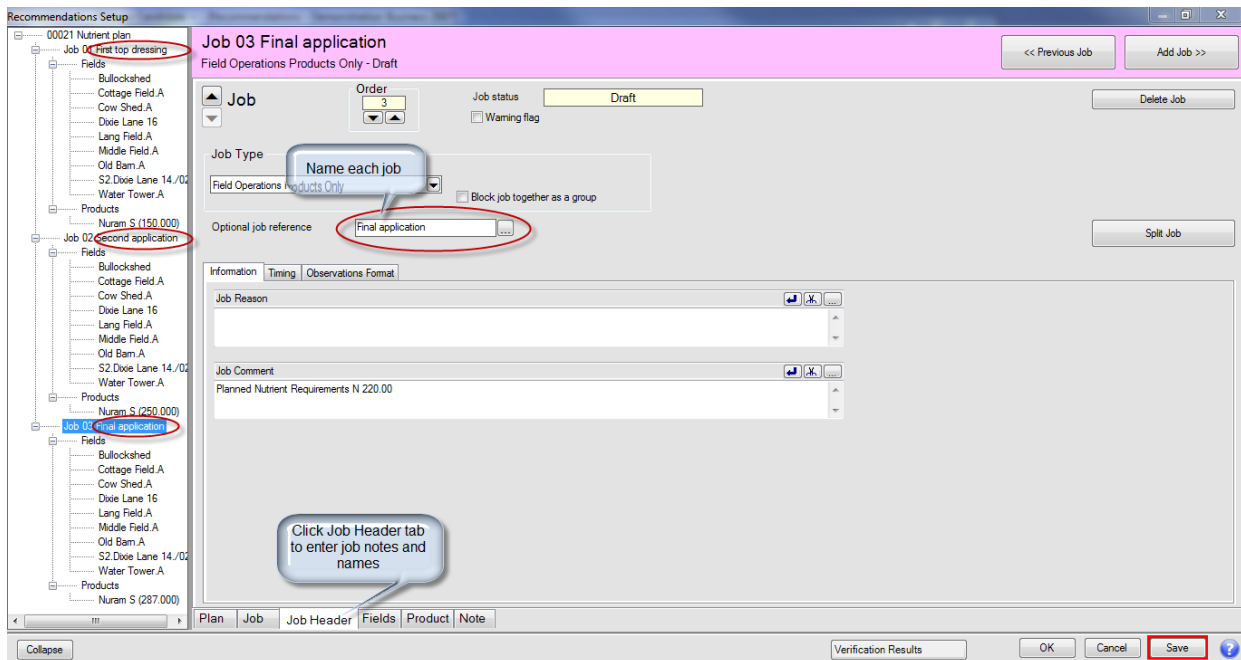 Recommendations Setup
00021 Nutrient plan
Job 01 First top dressing
Fields
Bullockshed
Cottage Field.A
Cow Shed.A
Dixie Lane 16
Lang Field.A
Middle Field.A
Old Barn.A
S2.Dixie Lane 14./02
Water Tower.A
Products
Nuram S (150.000)
Job 02 Second application
Fields
Bullockshed
Cottage Field.A
Cow Shed.A
Dixie Lane 16
Lang Field.A
Middle Field.A
Old Barn.A
S2.Dixie Lane 14./02
Water Tower.A
Products
Nuram S (250.000)
Job 03 Final application
Fields
Bullockshed
Cottage Field.A
Cow Shed.A
Dixie Lane 16
Lang Field.A
Middle Field.A
Old Barn.A
S2.Dixie Lane 14./02
Water Tower.A
Products
Nuram S (287.000)
Collapse
Job 03 Final application
Field Operations Products Only - Draft
<< Previous Job
Add Job >>
Job
Order
3
Job status
Draft
Warning flag
Delete Job
Job Type
Name each job
Field Operations Products Only
Block job together as a group
Optional job reference
Final application
...
Split Job
Information Timing Observations Format
Job Reason
...
Job Comment
...
Planned Nutrient Requirements N 220.00
Click Job Header tab
to enter job notes and
names
Plan Job Job Header Fields Product Note
Verification Results
OK Cancel Save ?